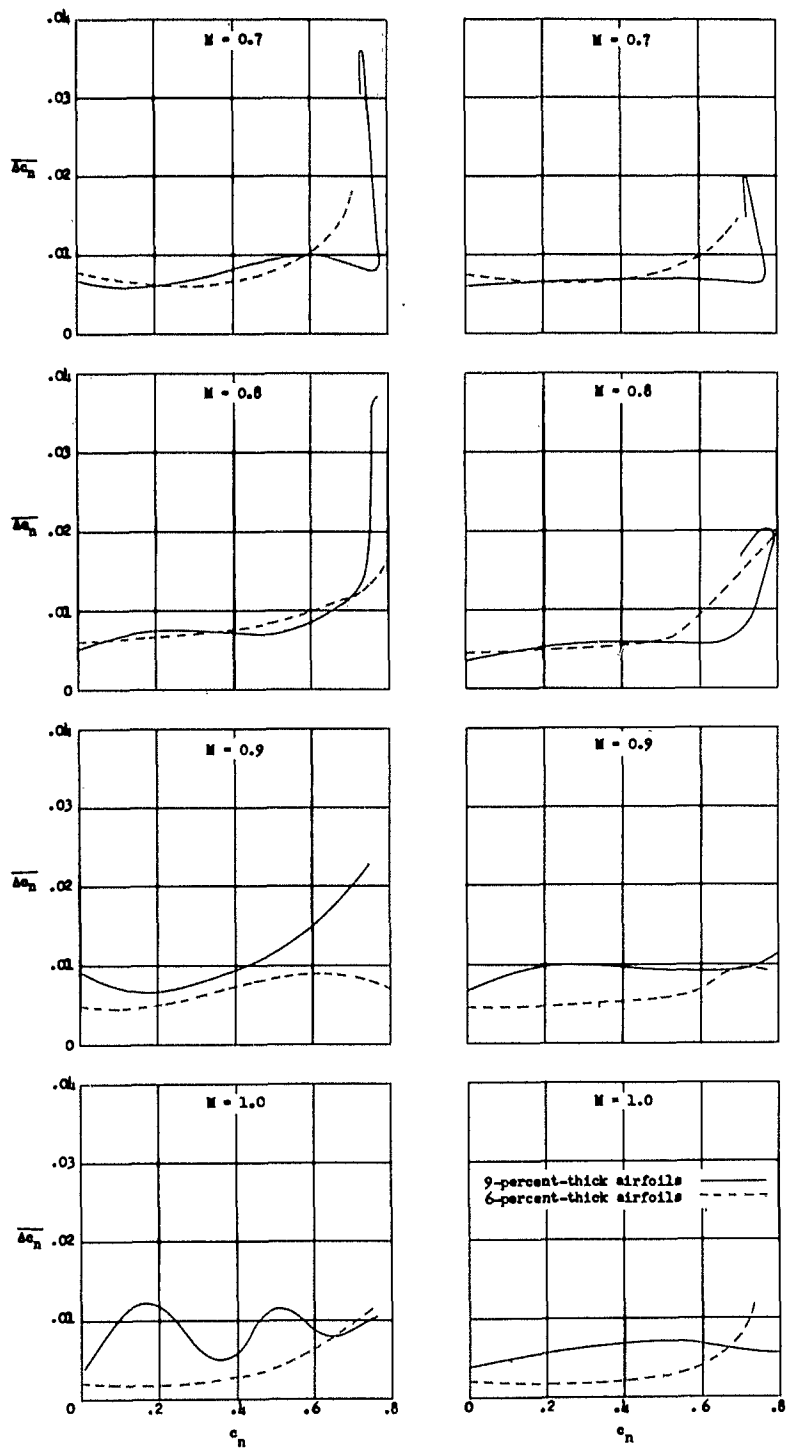 .04
M = 0.7
M = 0.7
.03
Δc_n
.02
.01
0
.04
M = 0.8
M = 0.8
.03
Δc_n
.02
.01
0
.04
M = 0.9
M = 0.9
.03
Δc_n
.02
.01
0
.04
M = 1.0
M = 1.0
.03
9-percent-thick airfoils
6-percent-thick airfoils
Δc_n
.02
.01
0 .2 .4 .6 .8 0 .2 .4 .6 .8
c_n c_n